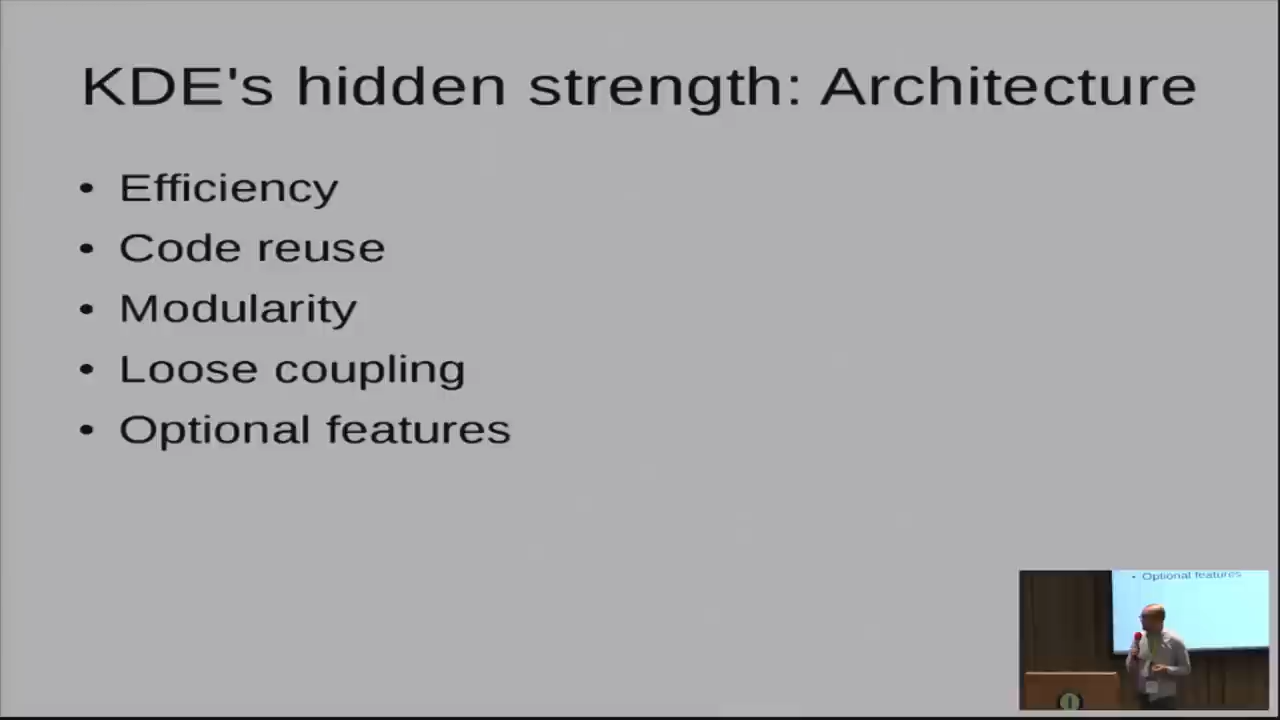 KDE's hidden strength: Architecture
• Efficiency
• Code reuse
• Modularity
• Loose coupling
• Optional features
• Optional features